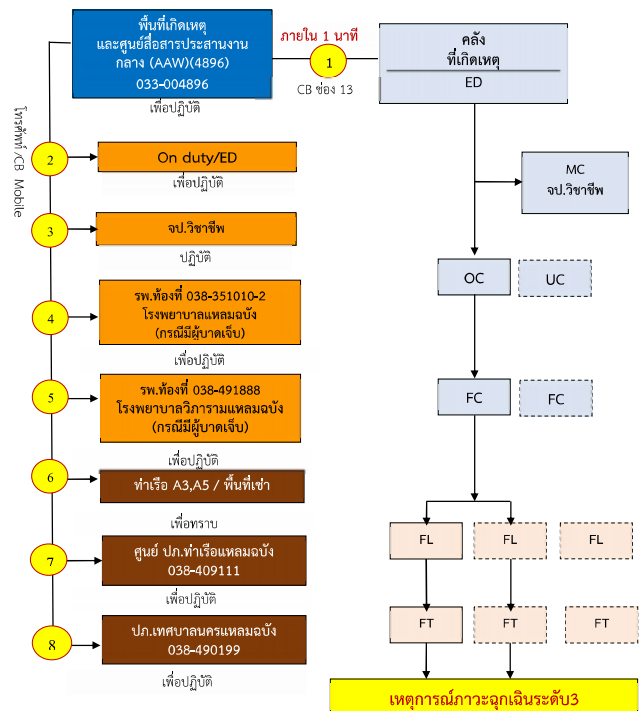 พื้นที่เกิดเหตุ
และศูนย์สื่อสารประสานงาน
กลาง (AAW)(4896)
033-004896
เพื่อปฏิบัติ
ภายใน 1 นาที
1
CB ช่อง 13
คลัง
ที่เกิดเหตุ
ED
โทรศัพท์/CB Mobile
2
On duty/ED
เพื่อปฏิบัติ
3
จป.วิชาชีพ
ปฏิบัติ
4
รพ.ท้องที่ 038-351010-2
โรงพยาบาลแหลมฉบัง
(กรณีมีผู้บาดเจ็บ)
เพื่อปฏิบัติ
5
รพ.ท้องที่ 038-491888
โรงพยาบาลวิภารามแหลมฉบัง
(กรณีมีผู้บาดเจ็บ)
เพื่อปฏิบัติ
6
ท่าเรือ A3,A5 / พื้นที่เช่า
เพื่อทราบ
7
ศูนย์ ปภ.ท่าเรือแหลมฉบัง
038-409111
เพื่อปฏิบัติ
8
ปภ.เทศบาลนครแหลมฉบัง
038-490199
เพื่อปฏิบัติ
MC
จป.วิชาชีพ
OC
UC
FC
FC
FL
FL
FL
FT
FT
FT
เหตุการณ์ภาวะฉุกเฉินระดับ3